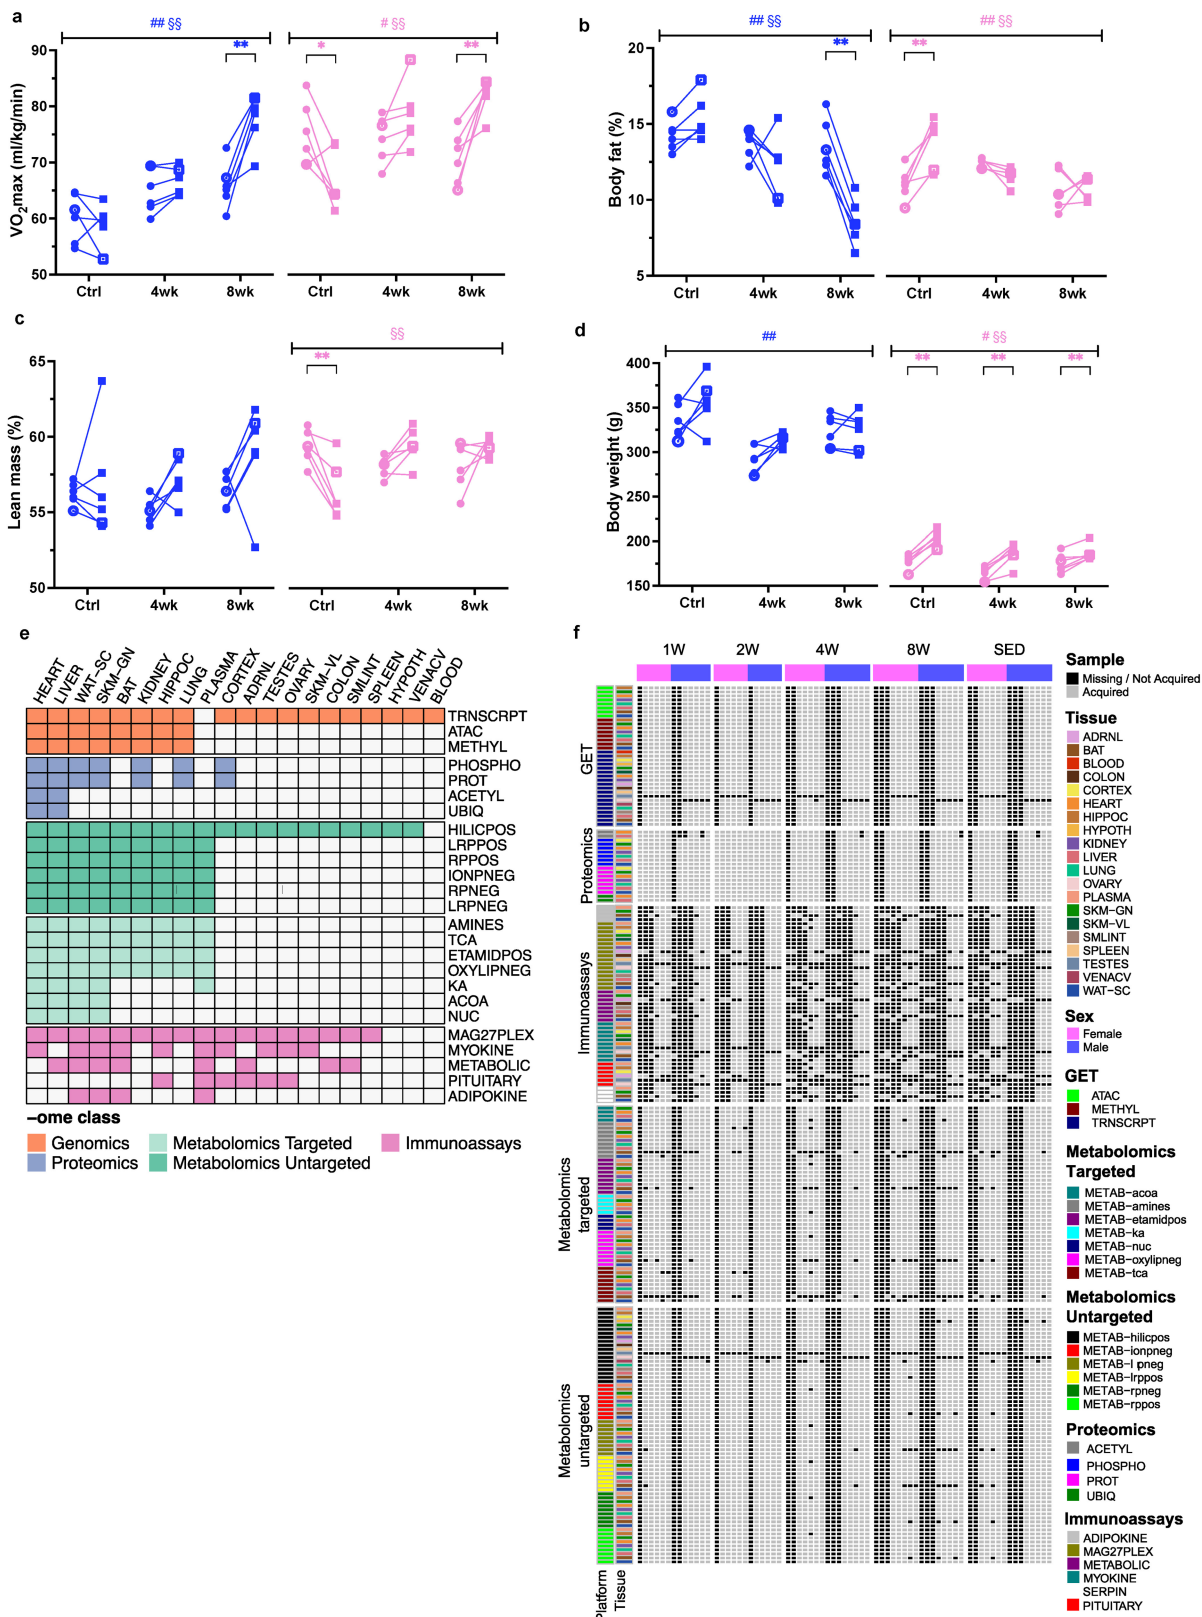 a
## §§
# §§
**
*
**
VO2max (ml/kg/min)
90
80
70
60
50
Ctrl 4wk 8wk
Ctrl 4wk 8wk
b
## §§
## §§
**
**
Body fat (%)
20
15
10
5
Ctrl 4wk 8wk
Ctrl 4wk 8wk
c
§§
**
Lean mass (%)
65
60
55
50
Ctrl 4wk 8wk
Ctrl 4wk 8wk
d
##
# §§
** ** **
Body weight (g)
400
350
300
250
200
150
Ctrl 4wk 8wk
Ctrl 4wk 8wk
e
HEART
LIVER
WAT-SC
SKM-GN
BAT
KIDNEY
HIPPOC
LUNG
PLASMA
CORTEX
ADRNL
TESTES
OVARY
SKM-VL
COLON
SMLINT
SPLEEN
HYPOTH
VENACV
BLOOD
TRNSCRPT
ATAC
METHYL
PHOSPHO
PROT
ACETYL
UBIQ
HILICPOS
LRPPOS
RPPOS
IONPNEG
RPNEG
LRPNEG
AMINES
TCA
ETAMIDPOS
OXYLIPNEG
KA
ACOA
NUC
MAG27PLEX
MYOKINE
METABOLIC
PITUITARY
ADIPOKINE
–ome class
Genomics
Proteomics
Metabolomics Targeted
Metabolomics Untargeted
Immunoassays
f
1W 2W 4W 8W SED
GET
Proteomics
Immunoassays
Metabolomics
targeted
Metabolomics
untargeted
Platform
Tissue
Sample
Missing / Not Acquired
Acquired
Tissue
ADRNL
BAT
BLOOD
COLON
CORTEX
HEART
HIPPOC
HYPOTH
KIDNEY
LIVER
LUNG
OVARY
PLASMA
SKM-GN
SKM-VL
SMLINT
SPLEEN
TESTES
VENACV
WAT-SC
Sex
Female
Male
GET
ATAC
METHYL
TRNSCRPT
Metabolomics
Targeted
METAB-acoa
METAB-amines
METAB-etamidpos
METAB-ka
METAB-nuc
METAB-oxylipneg
METAB-tca
Metabolomics
Untargeted
METAB-hilicpos
METAB-ionpneg
METAB-l pneg
METAB-lrppos
METAB-rpneg
METAB-rppos
Proteomics
ACETYL
PHOSPHO
PROT
UBIQ
Immunoassays
ADIPOKINE
MAG27PLEX
METABOLIC
MYOKINE
SERPIN
PITUITARY